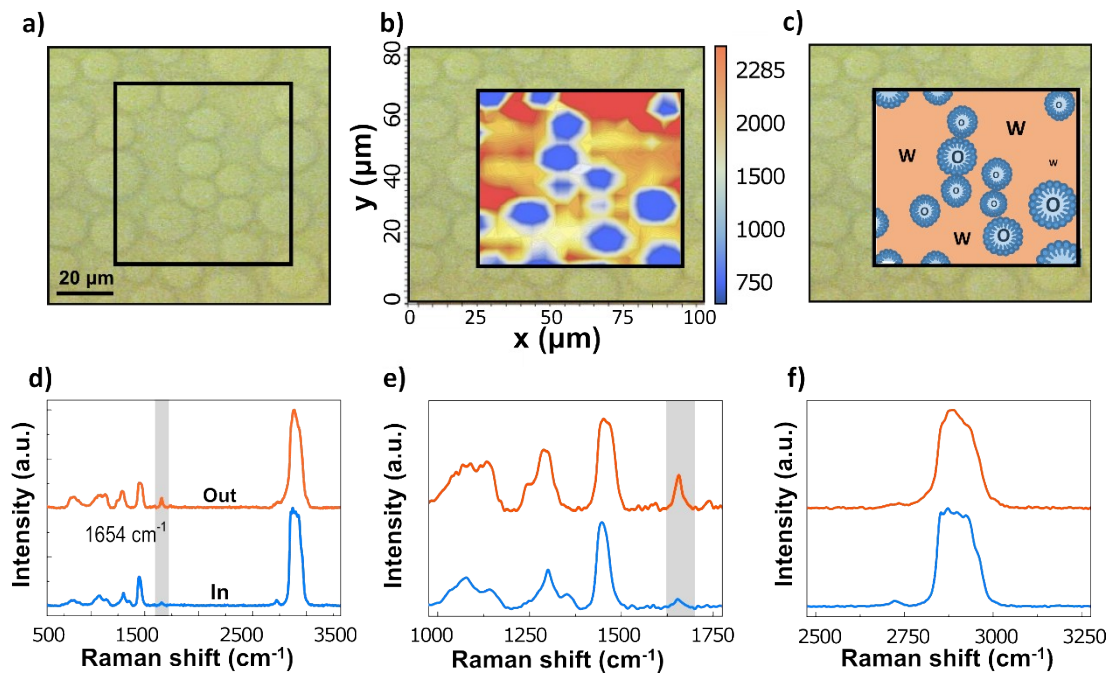 a)
20 µm
b)
y (µm)
80
60
40
20
0
0 25 50 75 100
x (µm)
2285
2000
1500
1000
750
c)
O
W
W
O
O
W
O
O
O
O
W
O
d)
Intensity (a.u.)
Out
1654 cm⁻¹
In
500 1500 2500 3500
Raman shift (cm⁻¹)
e)
Intensity (a.u.)
1000 1250 1500 1750
Raman shift (cm⁻¹)
f)
Intensity (a.u.)
2500 2750 3000 3250
Raman shift (cm⁻¹)